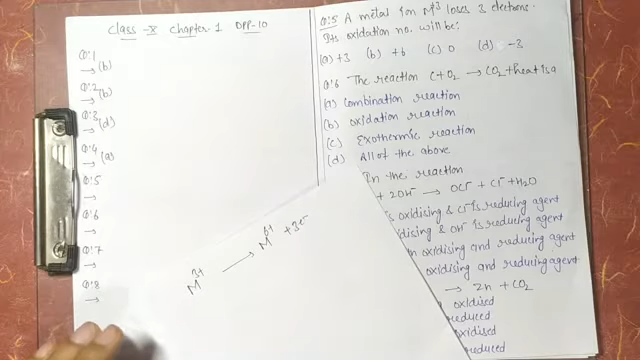 Class - X Chapter. 1 DPP-10
Q:1
→ (b)
Q:2
→ (b)
Q:3
→ (d)
Q:4
→ (a)
Q:5
→
Q:6
→
Q:7
→
Q:8
→
M³⁺ → M⁶⁺ + 3e⁻
Q:5 A metal ion M⁺³ loses 3 electrons.
Its oxidation no. will be:
(a) +3 (b) +6 (c) 0 (d) -3
Q:6 The reaction C+O₂ → CO₂+heat is a
(a) Combination reaction
(b) oxidation reaction
(c) Exothermic reaction
(d) All of the above
In the reaction
+ 2OH⁻ → OCl⁻ + Cl⁻ + H₂O
is oxidising & Cl⁻ is reducing agent
idising & OH⁻ is reducing agent
th oxidising and reducing agent
oxidising and reducing agent
→ Zn + CO₂
oxidised
reduced
oxidised
reduced